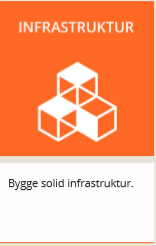 INFRASTRUKTUR
Bygge solid infrastruktur.